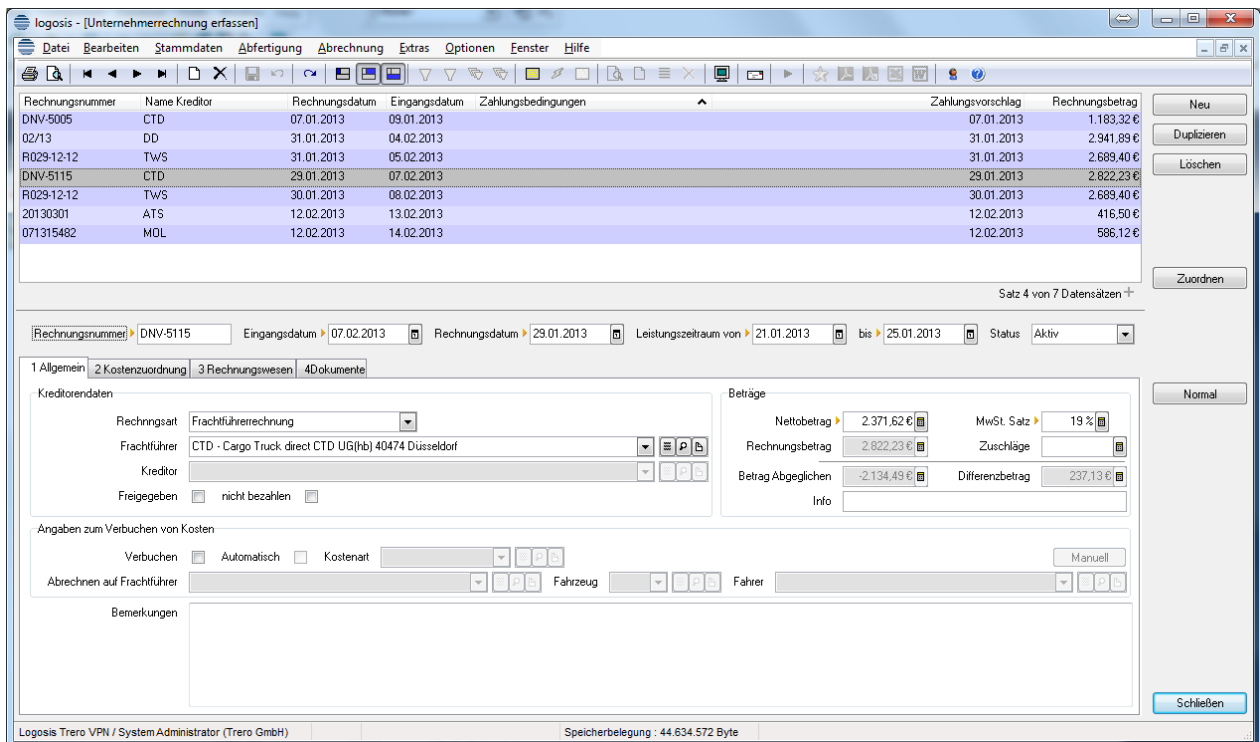 logosis - [Unternehmerrechnung erfassen]
Datei Bearbeiten Stammdaten Abfertigung Abrechnung Extras Optionen Fenster Hilfe
Rechnungsnummer Name Kreditor Rechnungsdatum Eingangsdatum Zahlungsbedingungen Zahlungsvorschlag Rechnungsbetrag
DNV-5005 CTD 07.01.2013 09.01.2013 07.01.2013 1.183,32 €
02/13 DD 31.01.2013 04.02.2013 31.01.2013 2.941,89 €
R029-12-12 TWS 31.01.2013 05.02.2013 31.01.2013 2.689,40 €
DNV-5115 CTD 29.01.2013 07.02.2013 29.01.2013 2.822,23 €
R029-12-12 TWS 30.01.2013 08.02.2013 30.01.2013 2.689,40 €
20130301 ATS 12.02.2013 13.02.2013 12.02.2013 416,50 €
071315482 MOL 12.02.2013 14.02.2013 12.02.2013 586,12 €
Neu
Duplizieren
Löschen
Zuordnen
Satz 4 von 7 Datensätzen
Rechnungsnummer DNV-5115 Eingangsdatum 07.02.2013 Rechnungsdatum 29.01.2013 Leistungszeitraum von 21.01.2013 bis 25.01.2013 Status Aktiv
1 Allgemein 2 Kostenzuordnung 3 Rechnungswesen 4Dokumente
Normal
Kreditorendaten
Rechnngsart Frachtführerrechnung
Frachtführer CTD - Cargo Truck direct CTD UG(hb) 40474 Düsseldorf
Kreditor
Freigegeben nicht bezahlen
Beträge
Nettobetrag 2.371,62 € MwSt. Satz 19 %
Rechnungsbetrag 2.822,23 € Zuschläge
Betrag Abgeglichen -2.134,49 € Differenzbetrag 237,13 €
Info
Angaben zum Verbuchen von Kosten
Verbuchen Automatisch Kostenart Manuell
Abrechnen auf Frachtführer Fahrzeug Fahrer
Bemerkungen
Schließen
Logosis Trero VPN / System Administrator (Trero GmbH) Speicherbelegung : 44.634.572 Byte